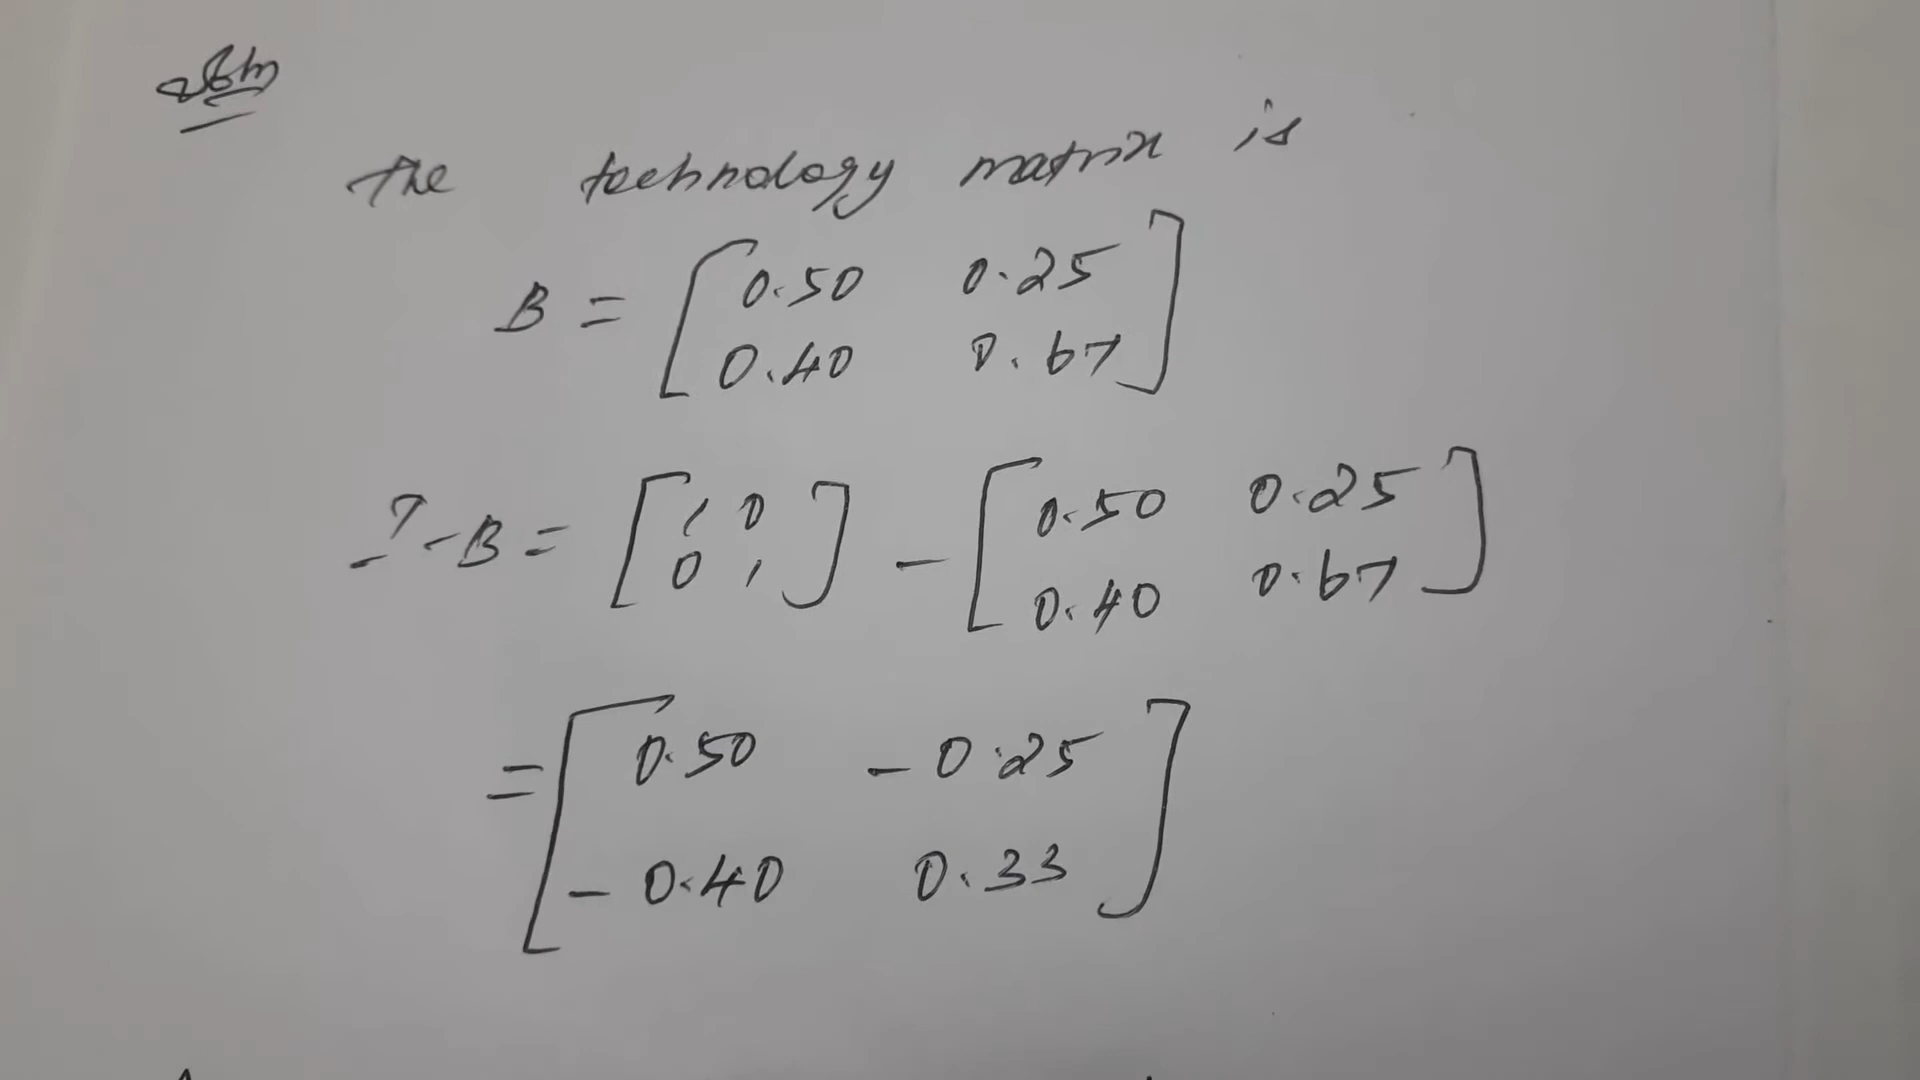 Soln
The technology matrix is
B = [ 0.50 0.25
0.40 0.67 ]
I - B = [ 1 0
0 1 ] - [ 0.50 0.25
0.40 0.67 ]
= [ 0.50 - 0.25
- 0.40 0.33 ]